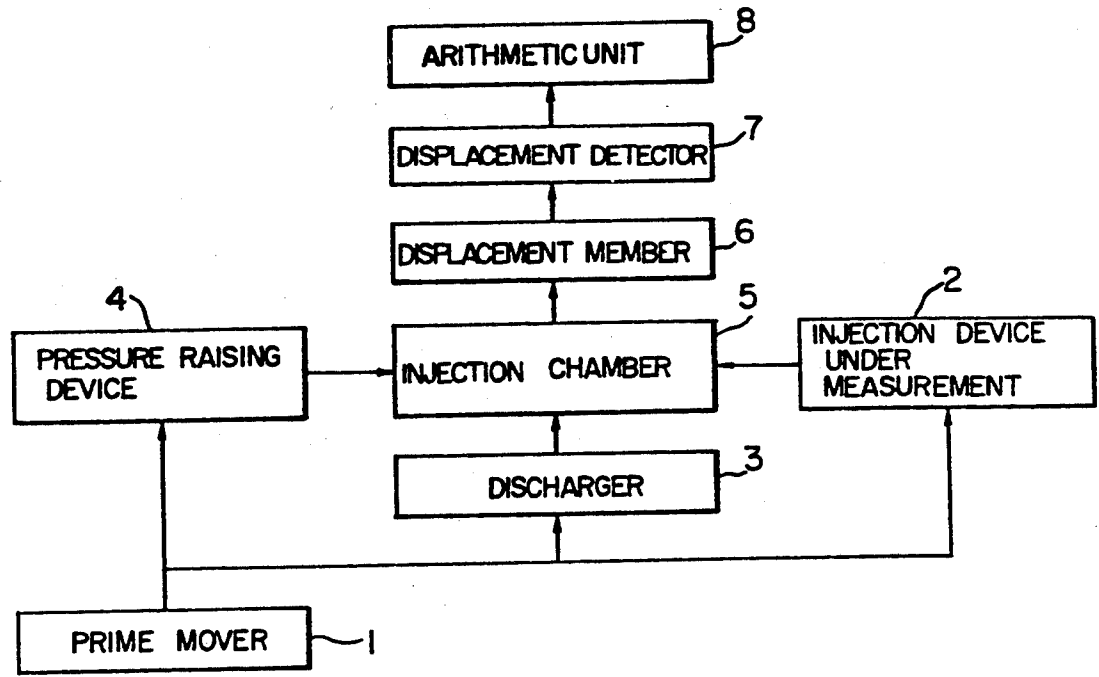 8
ARITHMETIC UNIT
7
DISPLACEMENT DETECTOR
6
DISPLACEMENT MEMBER
4
PRESSURE RAISING
DEVICE
5
INJECTION CHAMBER
2
INJECTION DEVICE
UNDER
MEASUREMENT
3
DISCHARGER
PRIME MOVER
1